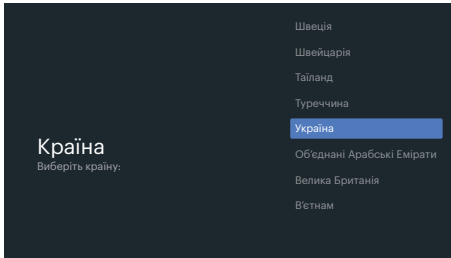 Країна
Виберіть країну:
Швеція
Швейцарія
Таїланд
Туреччина
Україна
Об'єднані Арабські Емірати
Велика Британія
В'єтнам